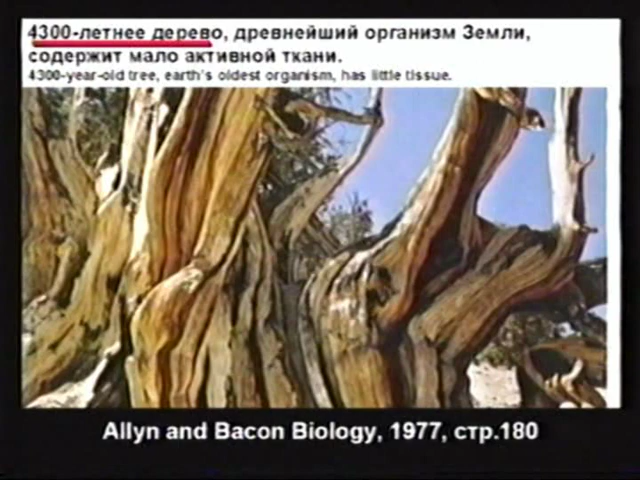 4300-летнее дерево, древнейший организм Земли,
содержит мало активной ткани.
4300-year-old tree, earth's oldest organism, has little tissue.
Allyn and Bacon Biology, 1977, стр.180